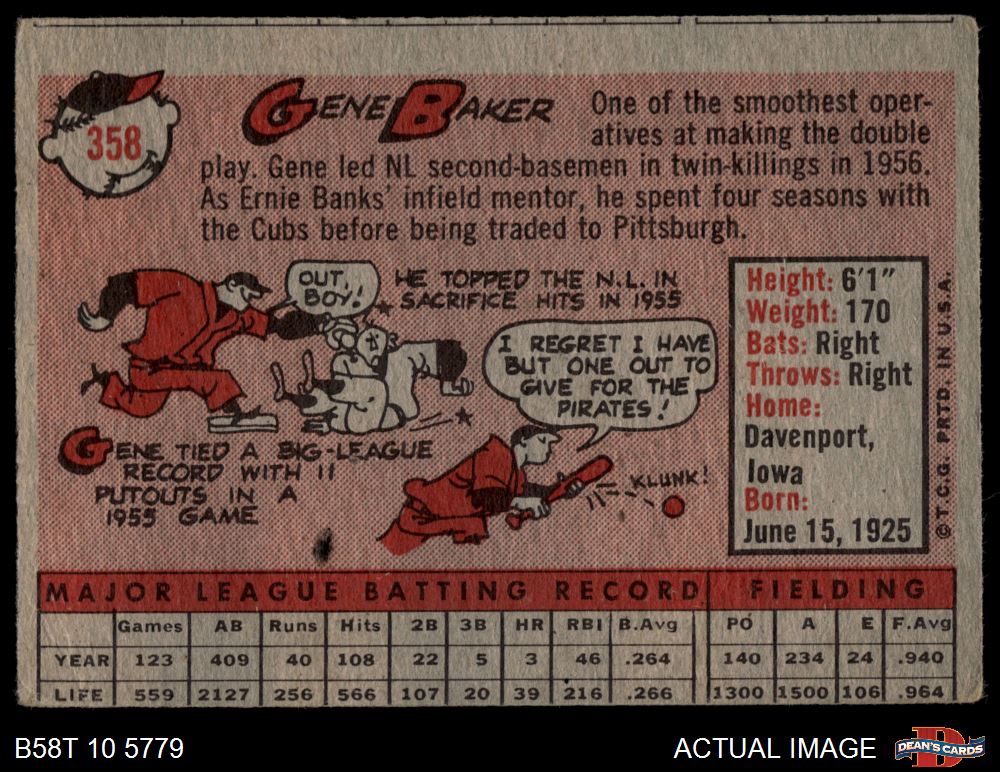 358
GENE BAKER
One of the smoothest oper-
atives at making the double
play. Gene led NL second-basemen in twin-killings in 1956.
As Ernie Banks' infield mentor, he spent four seasons with
the Cubs before being traded to Pittsburgh.
OUT,
BOY!
HE TOPPED THE N.L. IN
SACRIFICE HITS IN 1955
I REGRET I HAVE
BUT ONE OUT TO
GIVE FOR THE
PIRATES!
GENE TIED A BIG-LEAGUE
RECORD WITH 11
PUTOUTS IN A
1955 GAME
KLUNK!
Height: 6'1"
Weight: 170
Bats: Right
Throws: Right
Home:
Davenport,
Iowa
Born:
June 15, 1925
© T.C.G. PRTD. IN U.S.A.
MAJOR LEAGUE BATTING RECORD FIELDING
Games AB Runs Hits 2B 3B HR RBI B.Avg PO A E F.Avg
YEAR 123 409 40 108 22 5 3 46 .264 140 234 24 .940
LIFE 559 2127 256 566 107 20 39 216 .266 1300 1500 106 .964
B58T 10 5779
ACTUAL IMAGE
D
DEAN'S CARDS